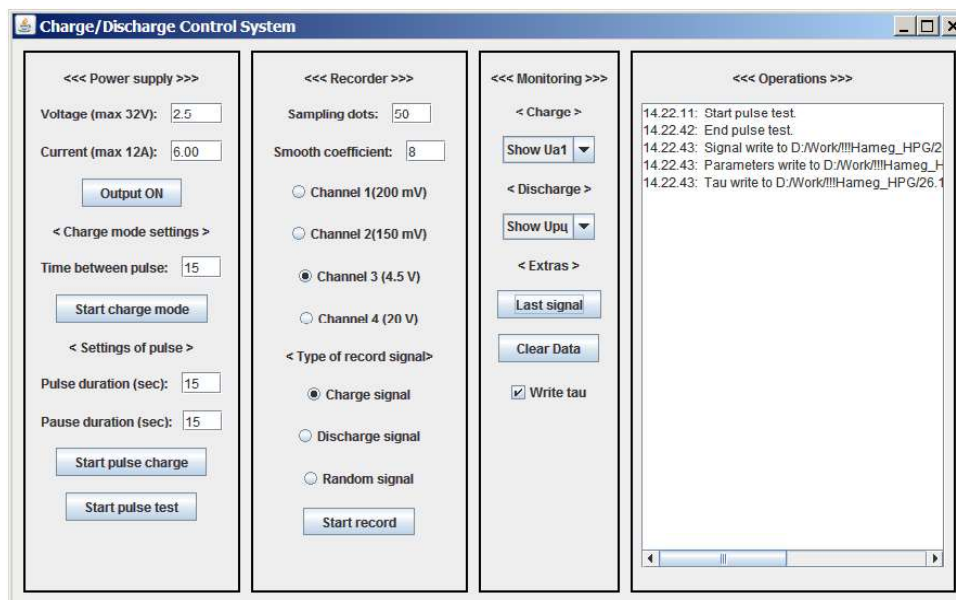 Charge/Discharge Control System
<<< Power supply >>>
Voltage (max 32V): 2.5
Current (max 12A): 6.00
Output ON
< Charge mode settings >
Time between pulse: 15
Start charge mode
< Settings of pulse >
Pulse duration (sec): 15
Pause duration (sec): 15
Start pulse charge
Start pulse test
<<< Recorder >>>
Sampling dots: 50
Smooth coefficient: 8
Channel 1(200 mV)
Channel 2(150 mV)
Channel 3 (4.5 V)
Channel 4 (20 V)
< Type of record signal>
Charge signal
Discharge signal
Random signal
Start record
<<< Monitoring >>>
< Charge >
Show Ua1
< Discharge >
Show Upц
< Extras >
Last signal
Clear Data
Write tau
<<< Operations >>>
14.22.11: Start pulse test.
14.22.42: End pulse test.
14.22.43: Signal write to D:/Work/!!!Hameg_HPG/2
14.22.43: Parameters write to D:/Work/!!!Hameg_H
14.22.43: Tau write to D:/Work/!!!Hameg_HPG/26.1